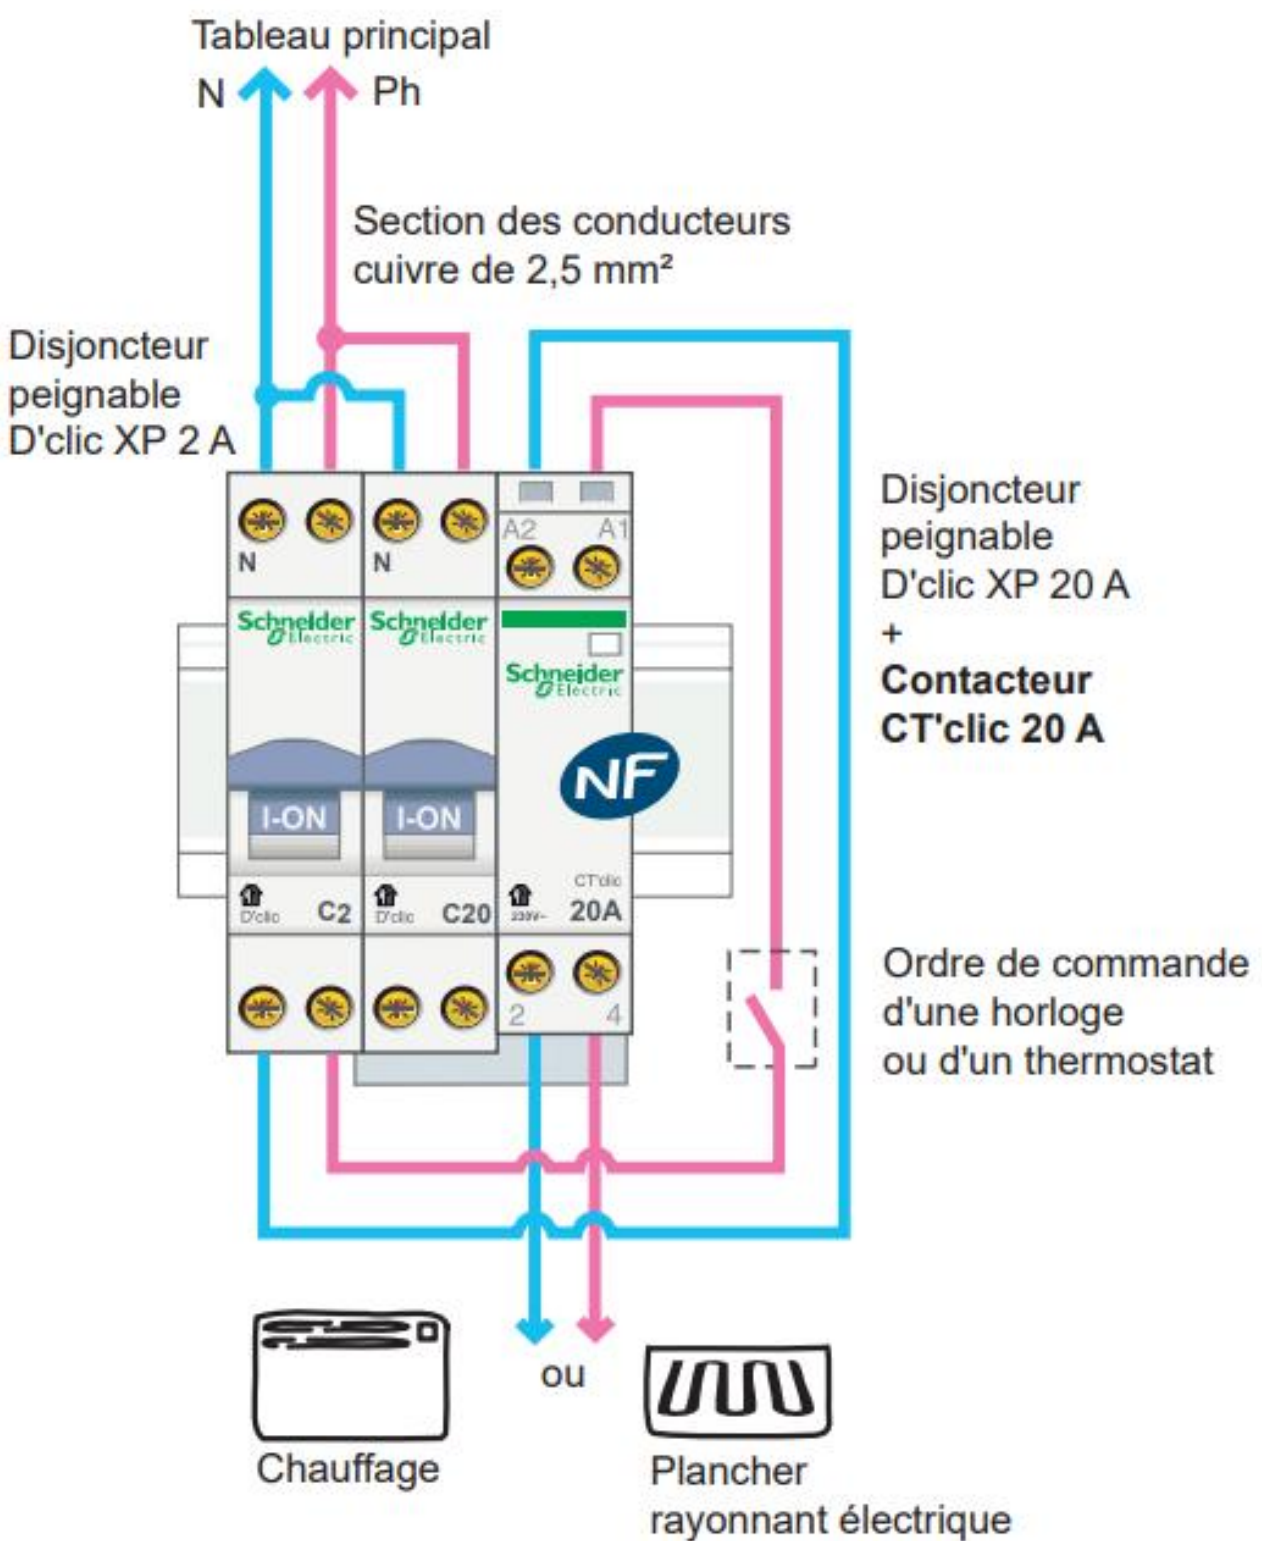 Tableau principal
N Ph
Section des conducteurs
cuivre de 2,5 mm²
Disjoncteur
peignable
D'clic XP 2 A
Disjoncteur
peignable
D'clic XP 20 A
+
Contacteur
CT'clic 20 A
N N A2 A1
Schneider Schneider
Electric Electric
Schneider
Electric
NF
I-ON I-ON
CT'clic
D'clic C2 D'clic C20 230V~ 20A
2 4
Ordre de commande
d'une horloge
ou d'un thermostat
ou
Chauffage
Plancher
rayonnant électrique